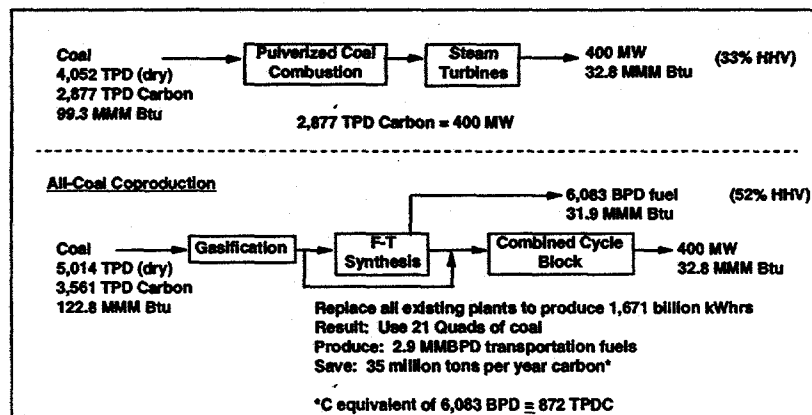 Coal
4,052 TPD (dry)
2,877 TPD Carbon
99.3 MMM Btu
Pulverized Coal
Combustion
Steam
Turbines
400 MW
32.8 MMM Btu
(33% HHV)
2,877 TPD Carbon = 400 MW
All-Coal Coproduction
6,083 BPD fuel
31.9 MMM Btu
(52% HHV)
Coal
5,014 TPD (dry)
3,561 TPD Carbon
122.8 MMM Btu
Gasification
F-T
Synthesis
Combined Cycle
Block
400 MW
32.8 MMM Btu
Replace all existing plants to produce 1,671 billion kWhrs
Result: Use 21 Quads of coal
Produce: 2.9 MMBPD transportation fuels
Save: 35 million tons per year carbon*
*C equivalent of 6,083 BPD = 872 TPDC